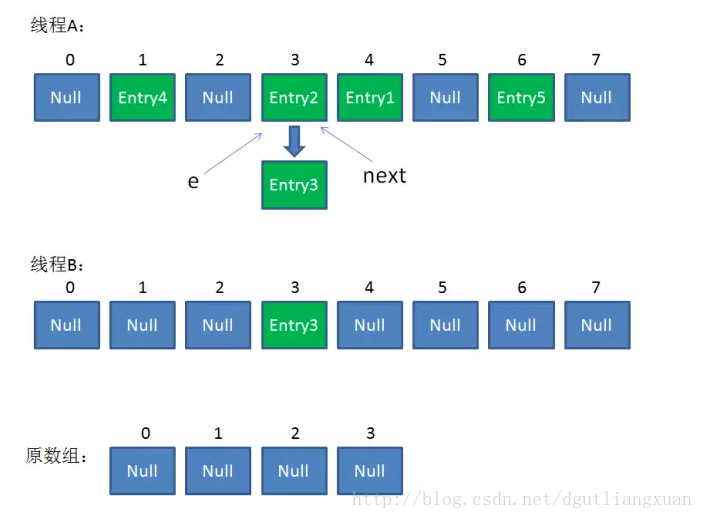 线程A：
0 1 2 3 4 5 6 7
Null Entry4 Null Entry2 Entry1 Null Entry5 Null
e Entry3 next
线程B：
0 1 2 3 4 5 6 7
Null Null Null Entry3 Null Null Null Null
0 1 2 3
原数组： Null Null Null Null
http://blog.csdn.net/dgutliangxuan